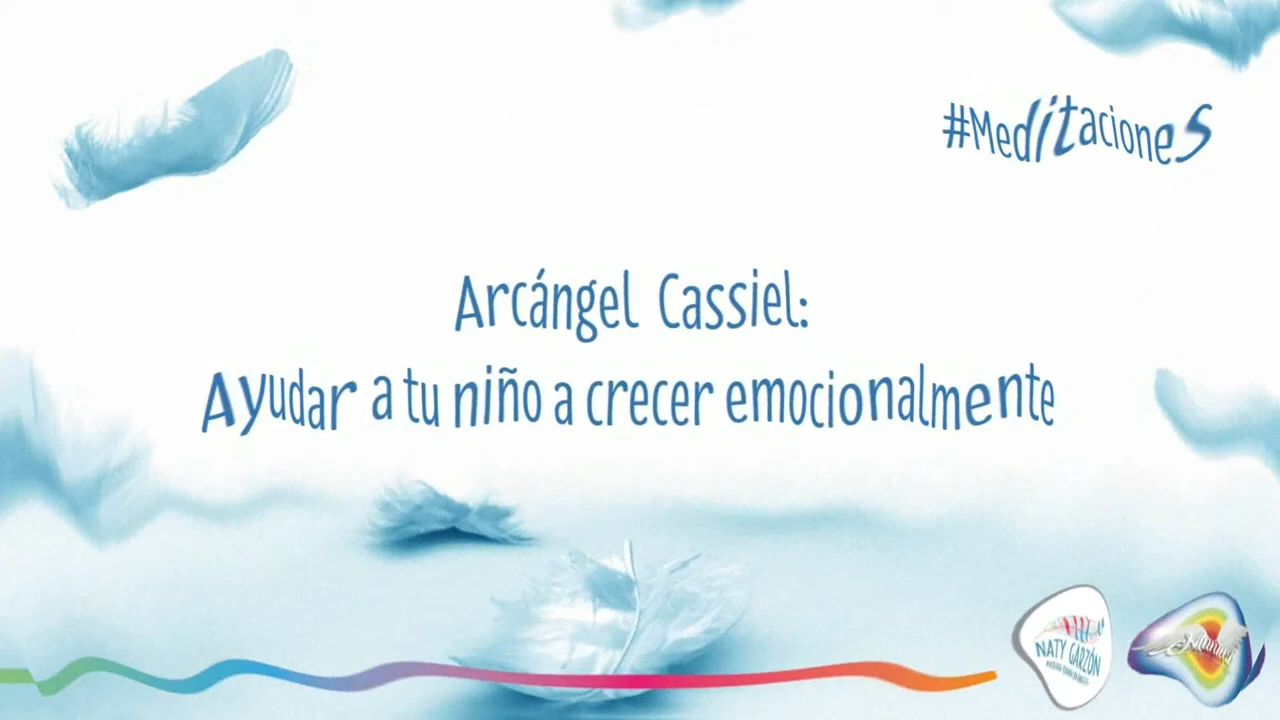 #Meditaciones
Arcángel Cassiel:
Ayudar a tu niño a crecer emocionalmente
NATY GARZÓN